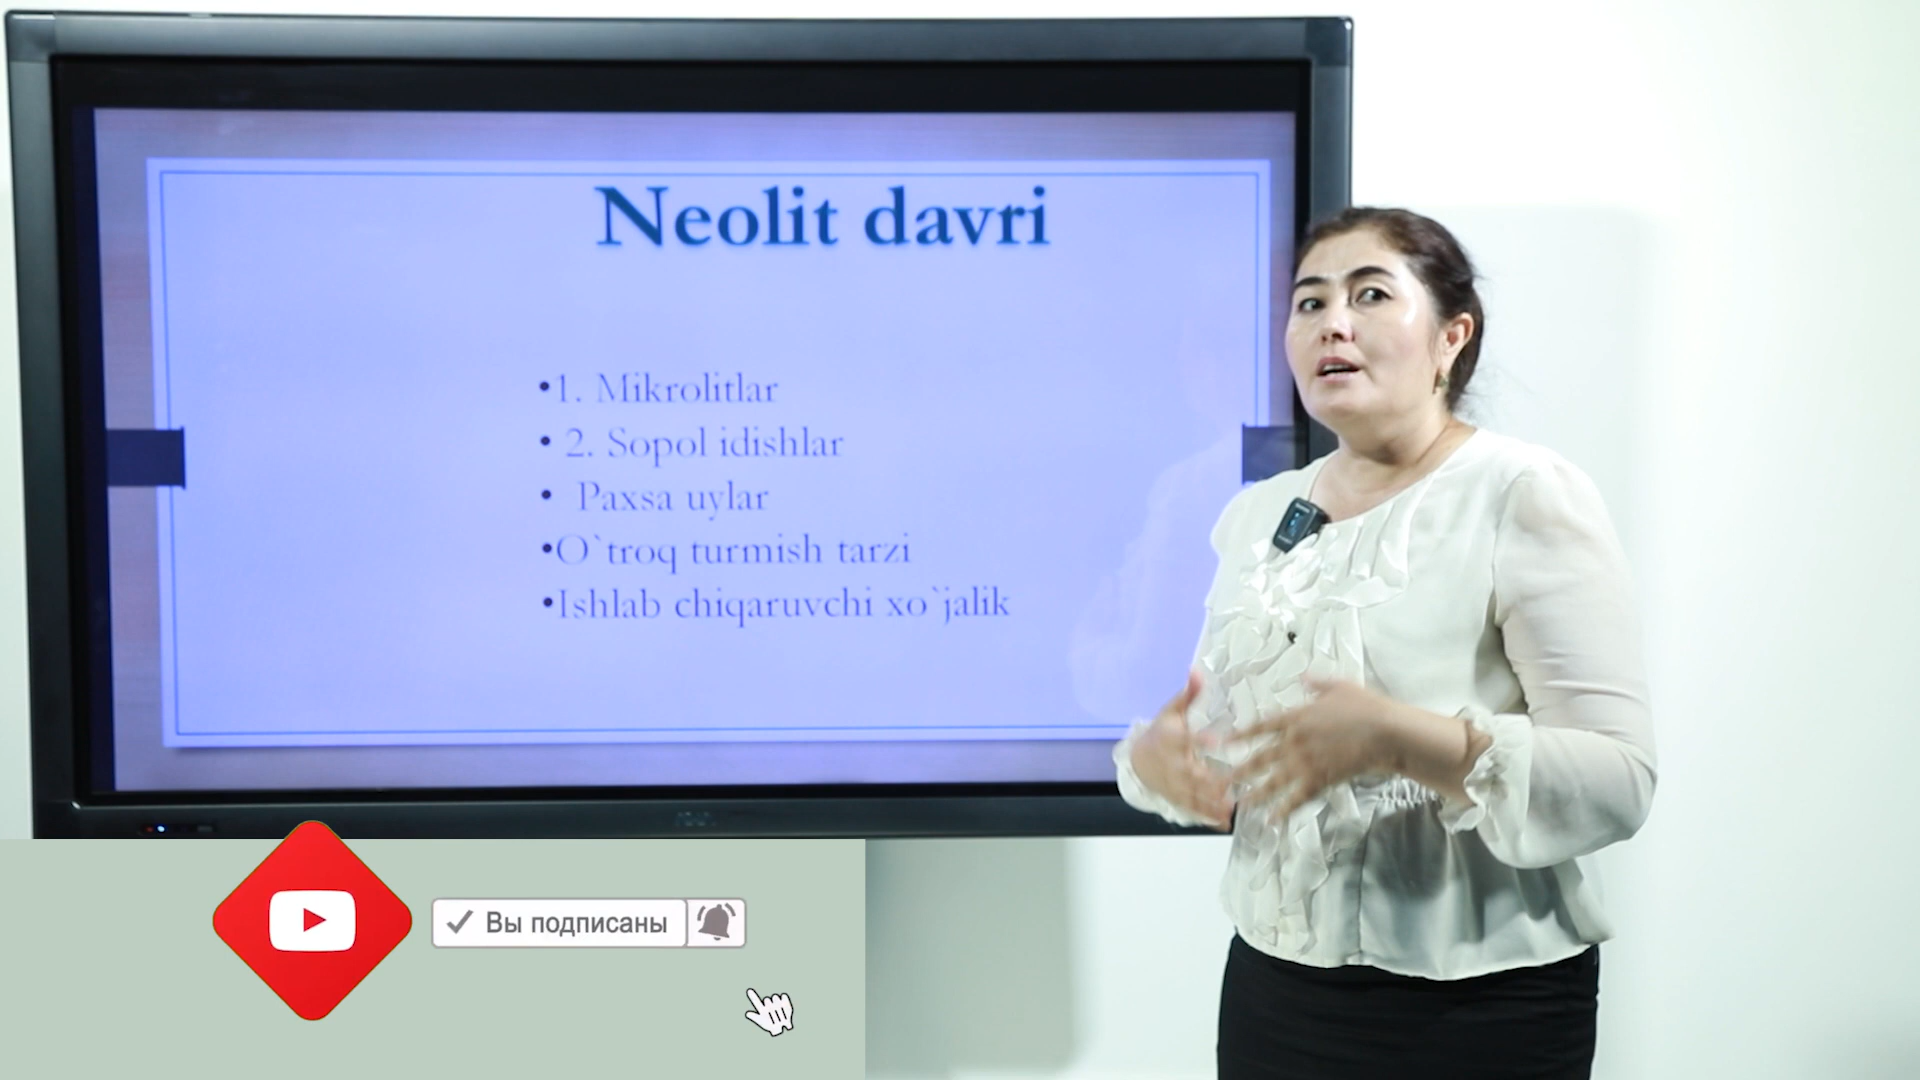 Neolit davri
•1. Mikrolitlar
• 2. Sopol idishlar
• Paxsa uylar
•O`troq turmish tarzi
•Ishlab chiqaruvchi xo`jalik
Вы подписаны